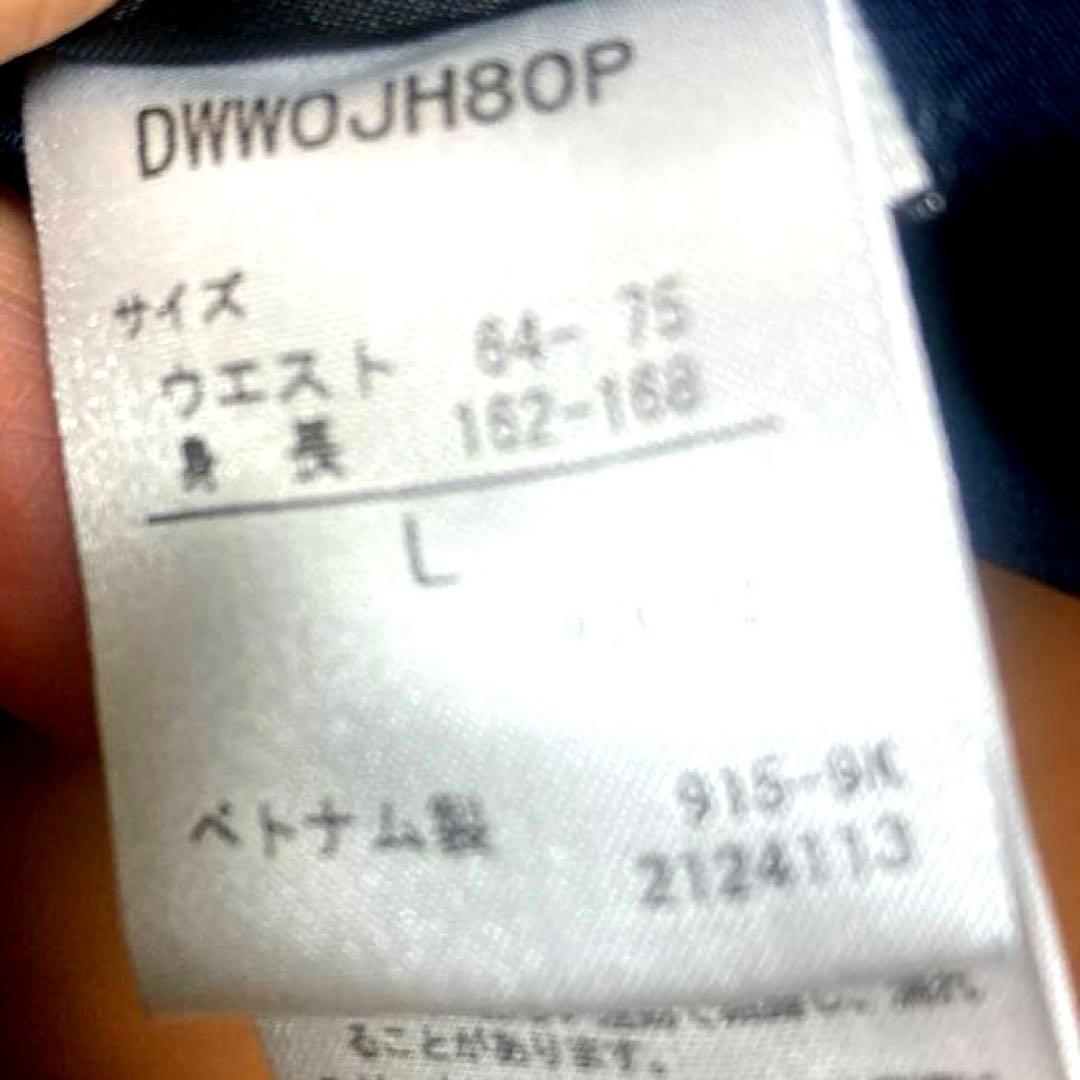 DWWOJH80P
サイズ
ウエスト 64- 75
身 長 162-168
L
ベトナム製 915-9K
2124113
ることがあります。